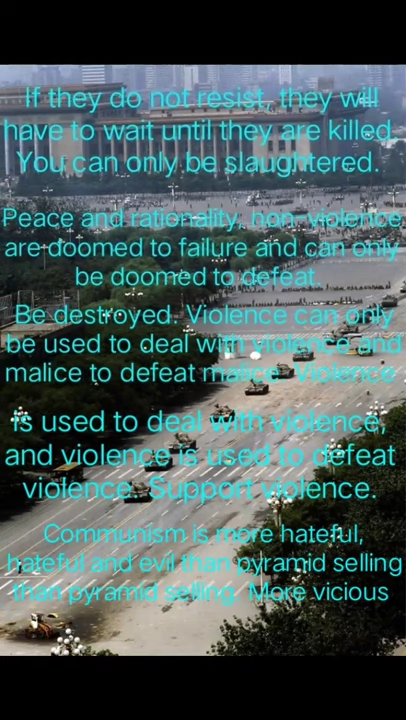 If they do not resist, they will
have to wait until they are killed.
You can only be slaughtered.
Peace and rationality, non-violence
are doomed to failure and can only
be doomed to defeat.
Be destroyed. Violence can only
be used to deal with violence and
malice to defeat malice. Violence
is used to deal with violence,
and violence is used to defeat
violence. Support violence.
Communism is more hateful,
hateful and evil than pyramid selling
than pyramid selling. More vicious